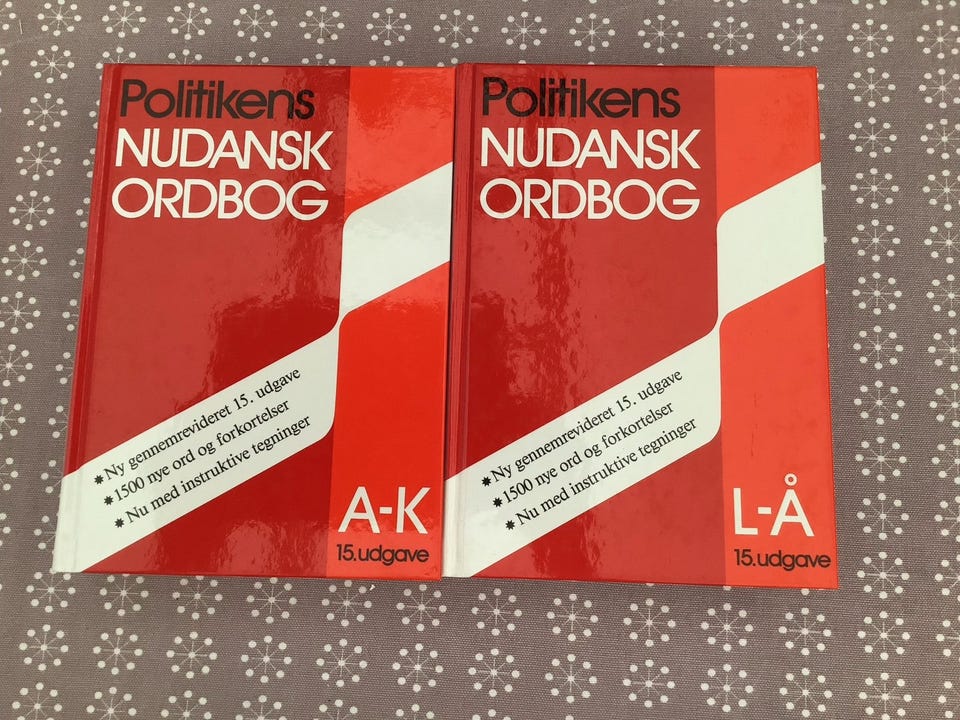 Politikens
NUDANSK
ORDBOG
* Ny gennemrevideret 15. udgave
* 1500 nye ord og forkortelser
* Nu med instruktive tegninger
A-K
15. udgave
Politikens
NUDANSK
ORDBOG
* Ny gennemrevideret 15. udgave
* 1500 nye ord og forkortelser
* Nu med instruktive tegninger
L-Å
15. udgave